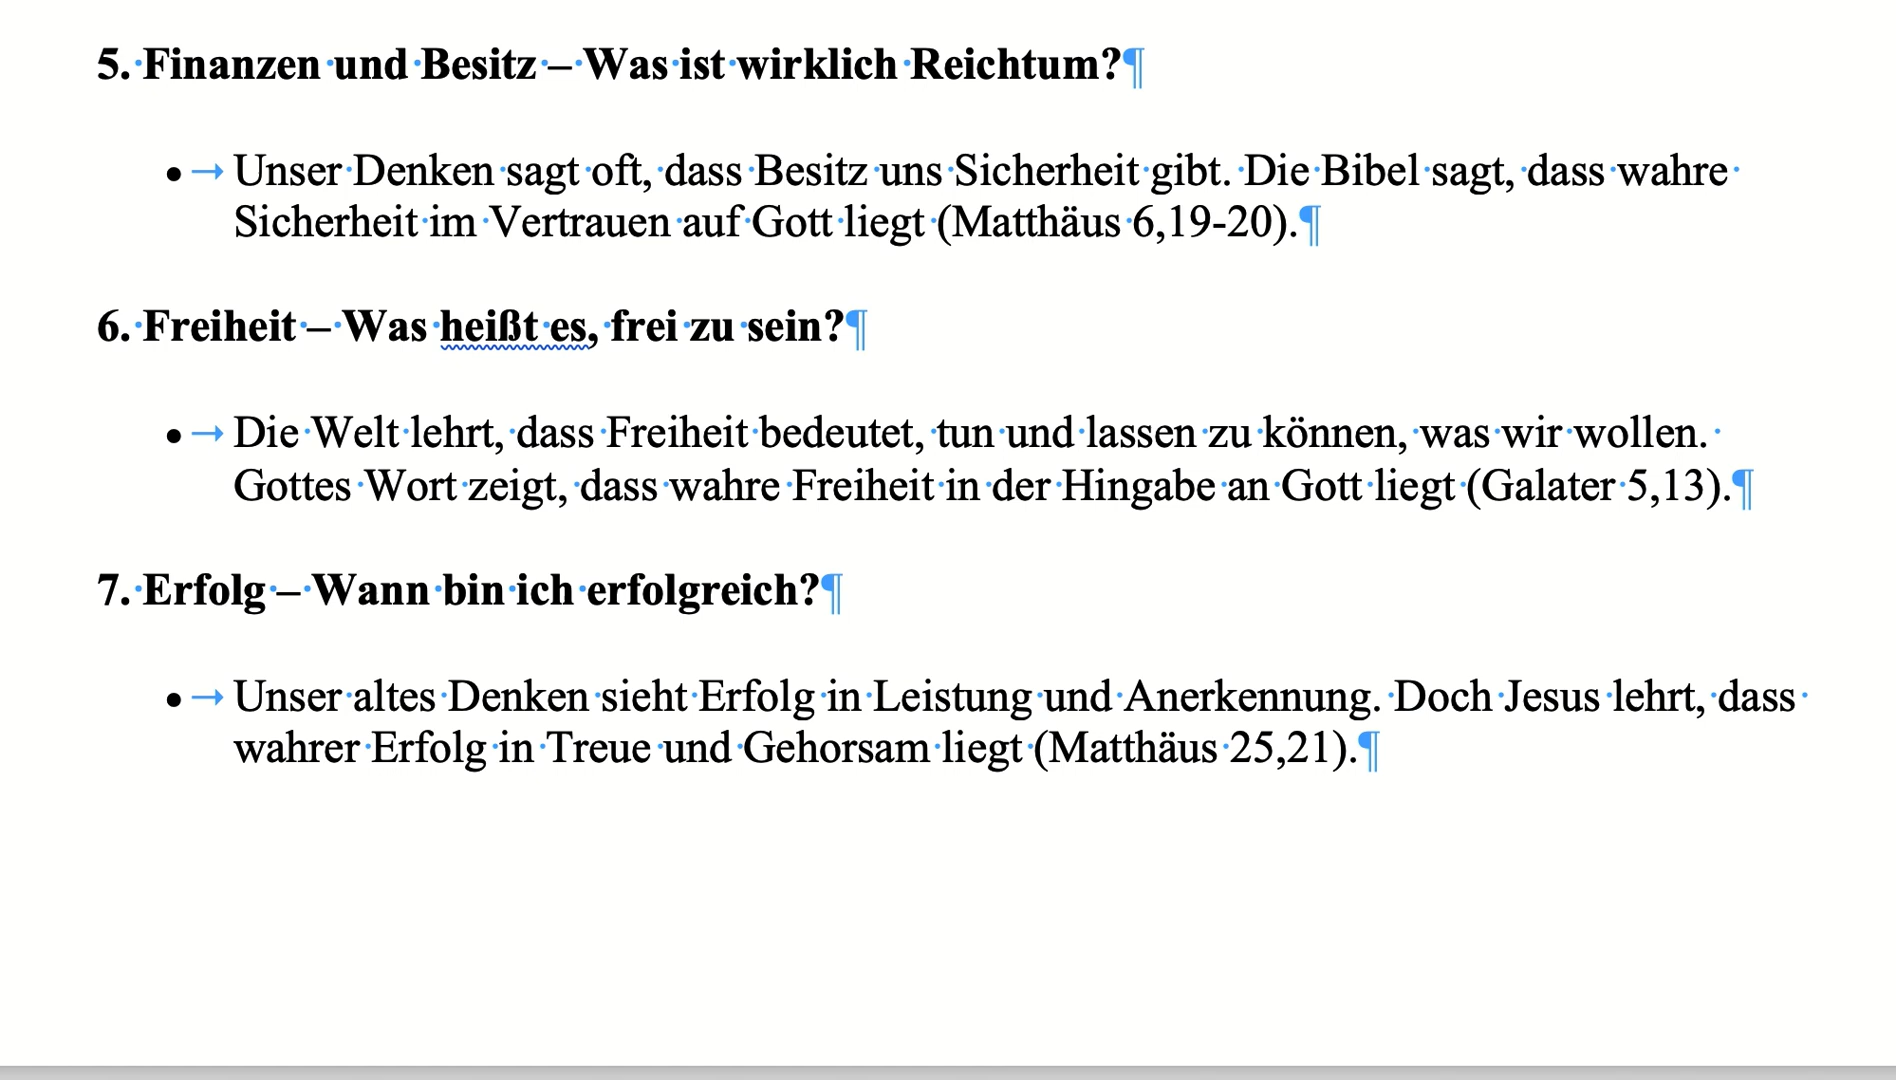 5. Finanzen und Besitz – Was ist wirklich Reichtum?
• Unser Denken sagt oft, dass Besitz uns Sicherheit gibt. Die Bibel sagt, dass wahre
Sicherheit im Vertrauen auf Gott liegt (Matthäus 6,19-20).
6. Freiheit – Was heißt es, frei zu sein?
• Die Welt lehrt, dass Freiheit bedeutet, tun und lassen zu können, was wir wollen.
Gottes Wort zeigt, dass wahre Freiheit in der Hingabe an Gott liegt (Galater 5,13).
7. Erfolg – Wann bin ich erfolgreich?
• Unser altes Denken sieht Erfolg in Leistung und Anerkennung. Doch Jesus lehrt, dass
wahrer Erfolg in Treue und Gehorsam liegt (Matthäus 25,21).